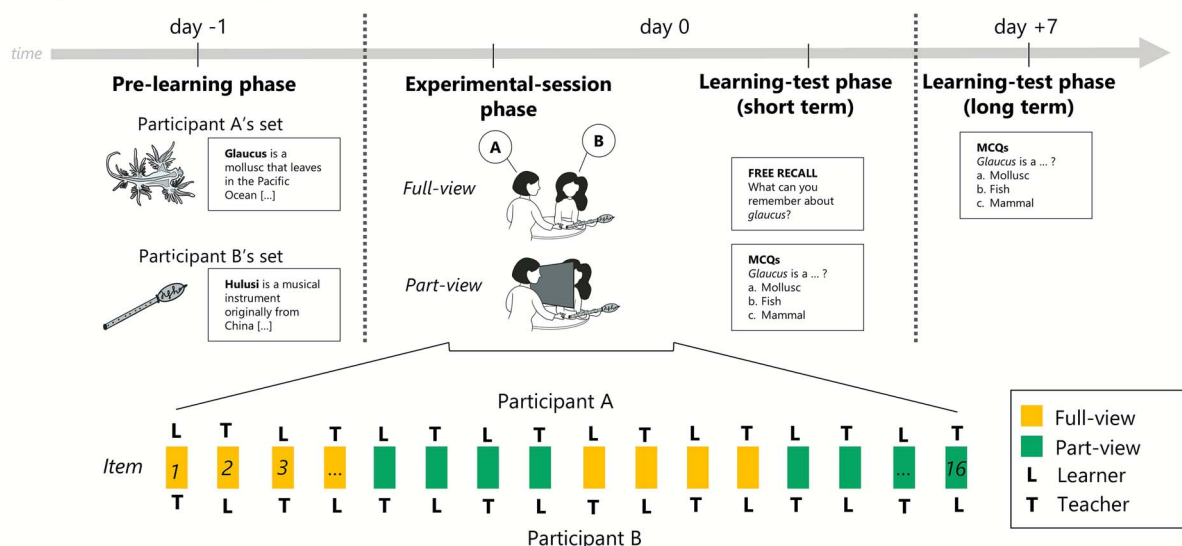 day -1
day 0
day +7
time
Pre-learning phase
Experimental-session
phase
Learning-test phase
(short term)
Learning-test phase
(long term)
Participant A's set
Glaucus is a
mollusc that leaves
in the Pacific
Ocean [...]
Participant B's set
Hulusi is a musical
instrument
originally from
China [...]
A
B
Full-view
Part-view
FREE RECALL
What can you
remember about
glaucus?
MCQs
Glaucus is a ... ?
a. Mollusc
b. Fish
c. Mammal
MCQs
Glaucus is a ... ?
a. Mollusc
b. Fish
c. Mammal
Participant A
L T L T L T L T L T L T L T L T
Item 1 2 3 ... ... 16
T L T L T L T L T L T L T L T L
Participant B
Full-view
Part-view
L Learner
T Teacher